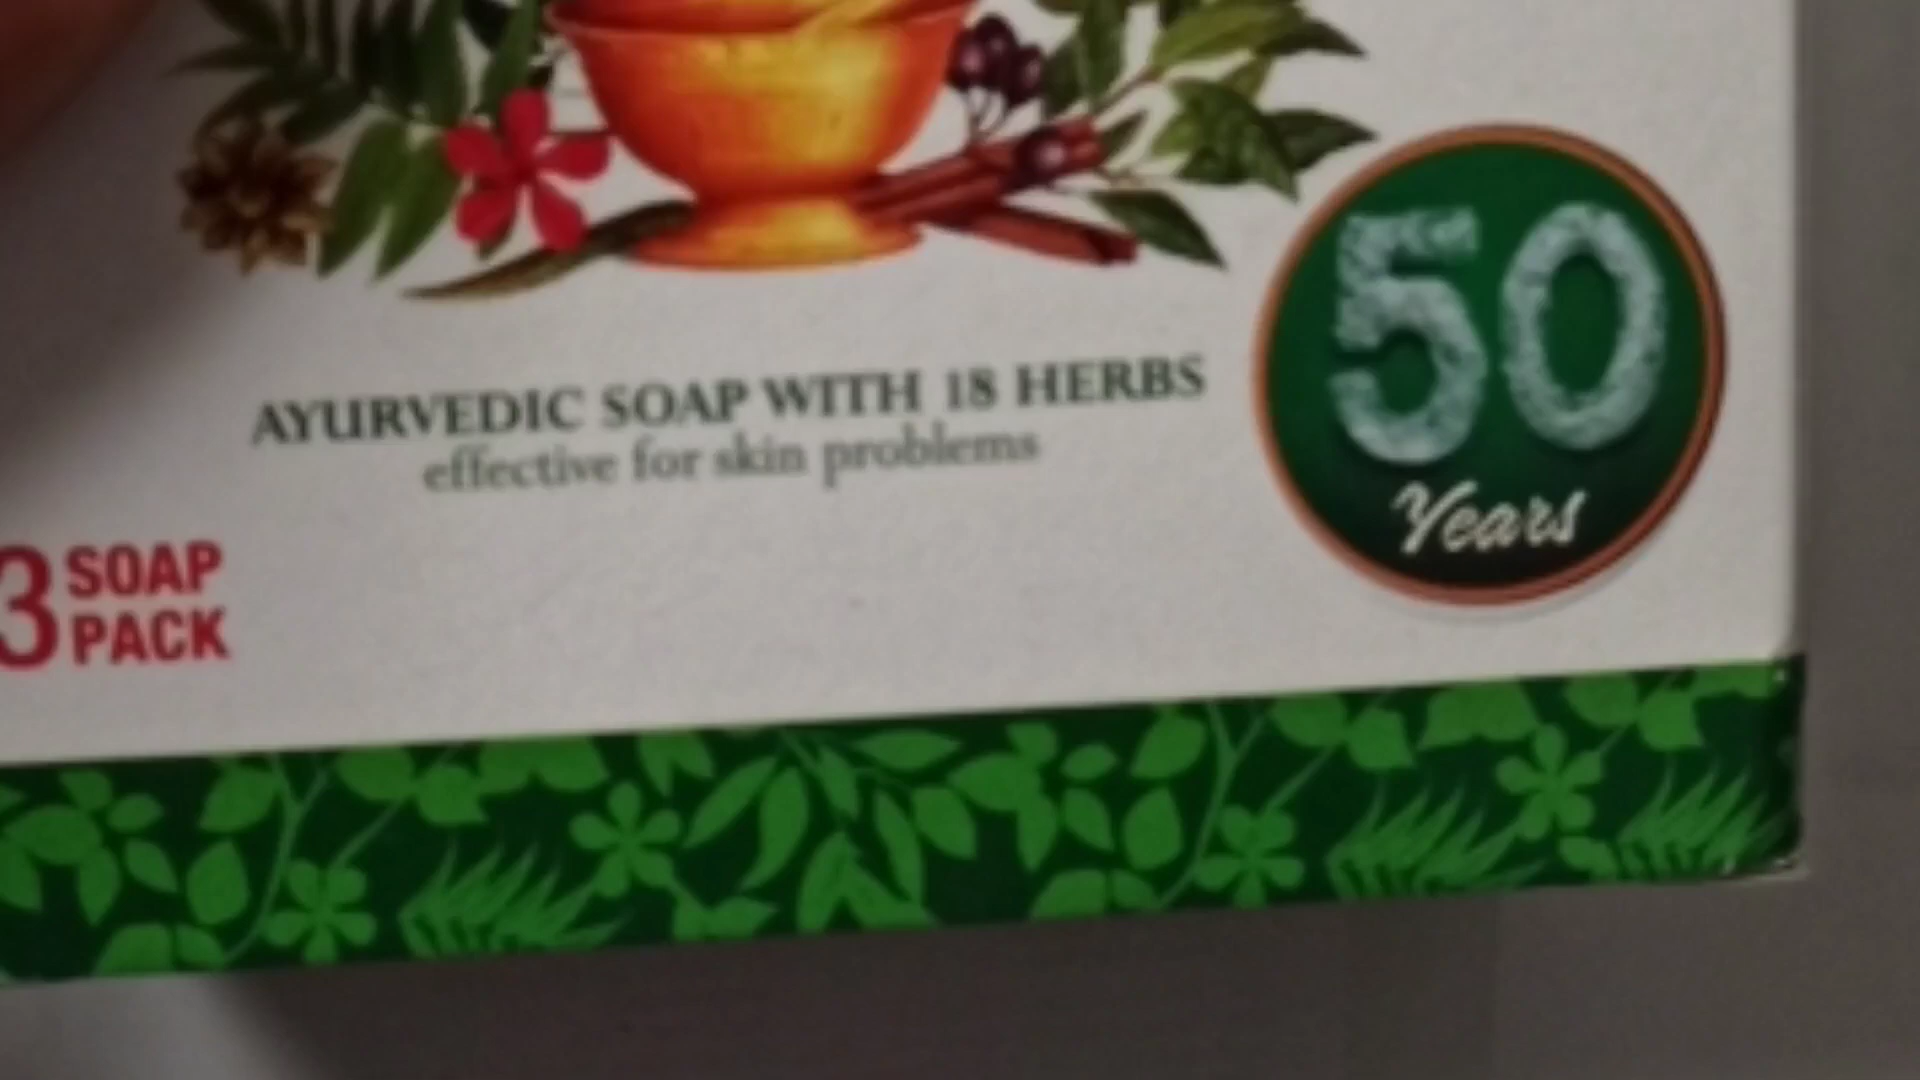 AYURVEDIC SOAP WITH 18 HERBS
effective for skin problems
50
Years
3 SOAP
PACK